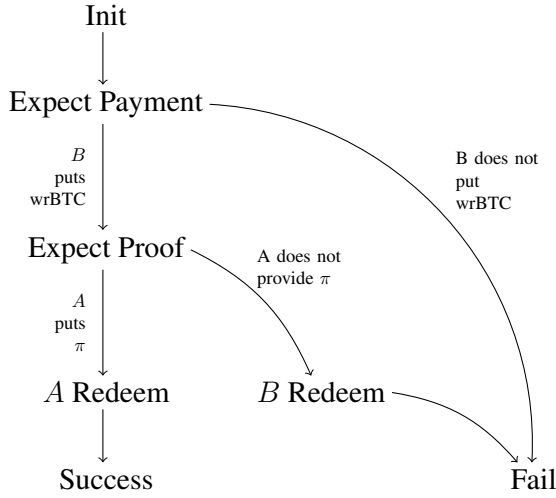 Init
Expect Payment
B
puts
wrBTC
B does not
put
wrBTC
Expect Proof
A does not
provide π
A
puts
π
A Redeem
B Redeem
Success
Fail